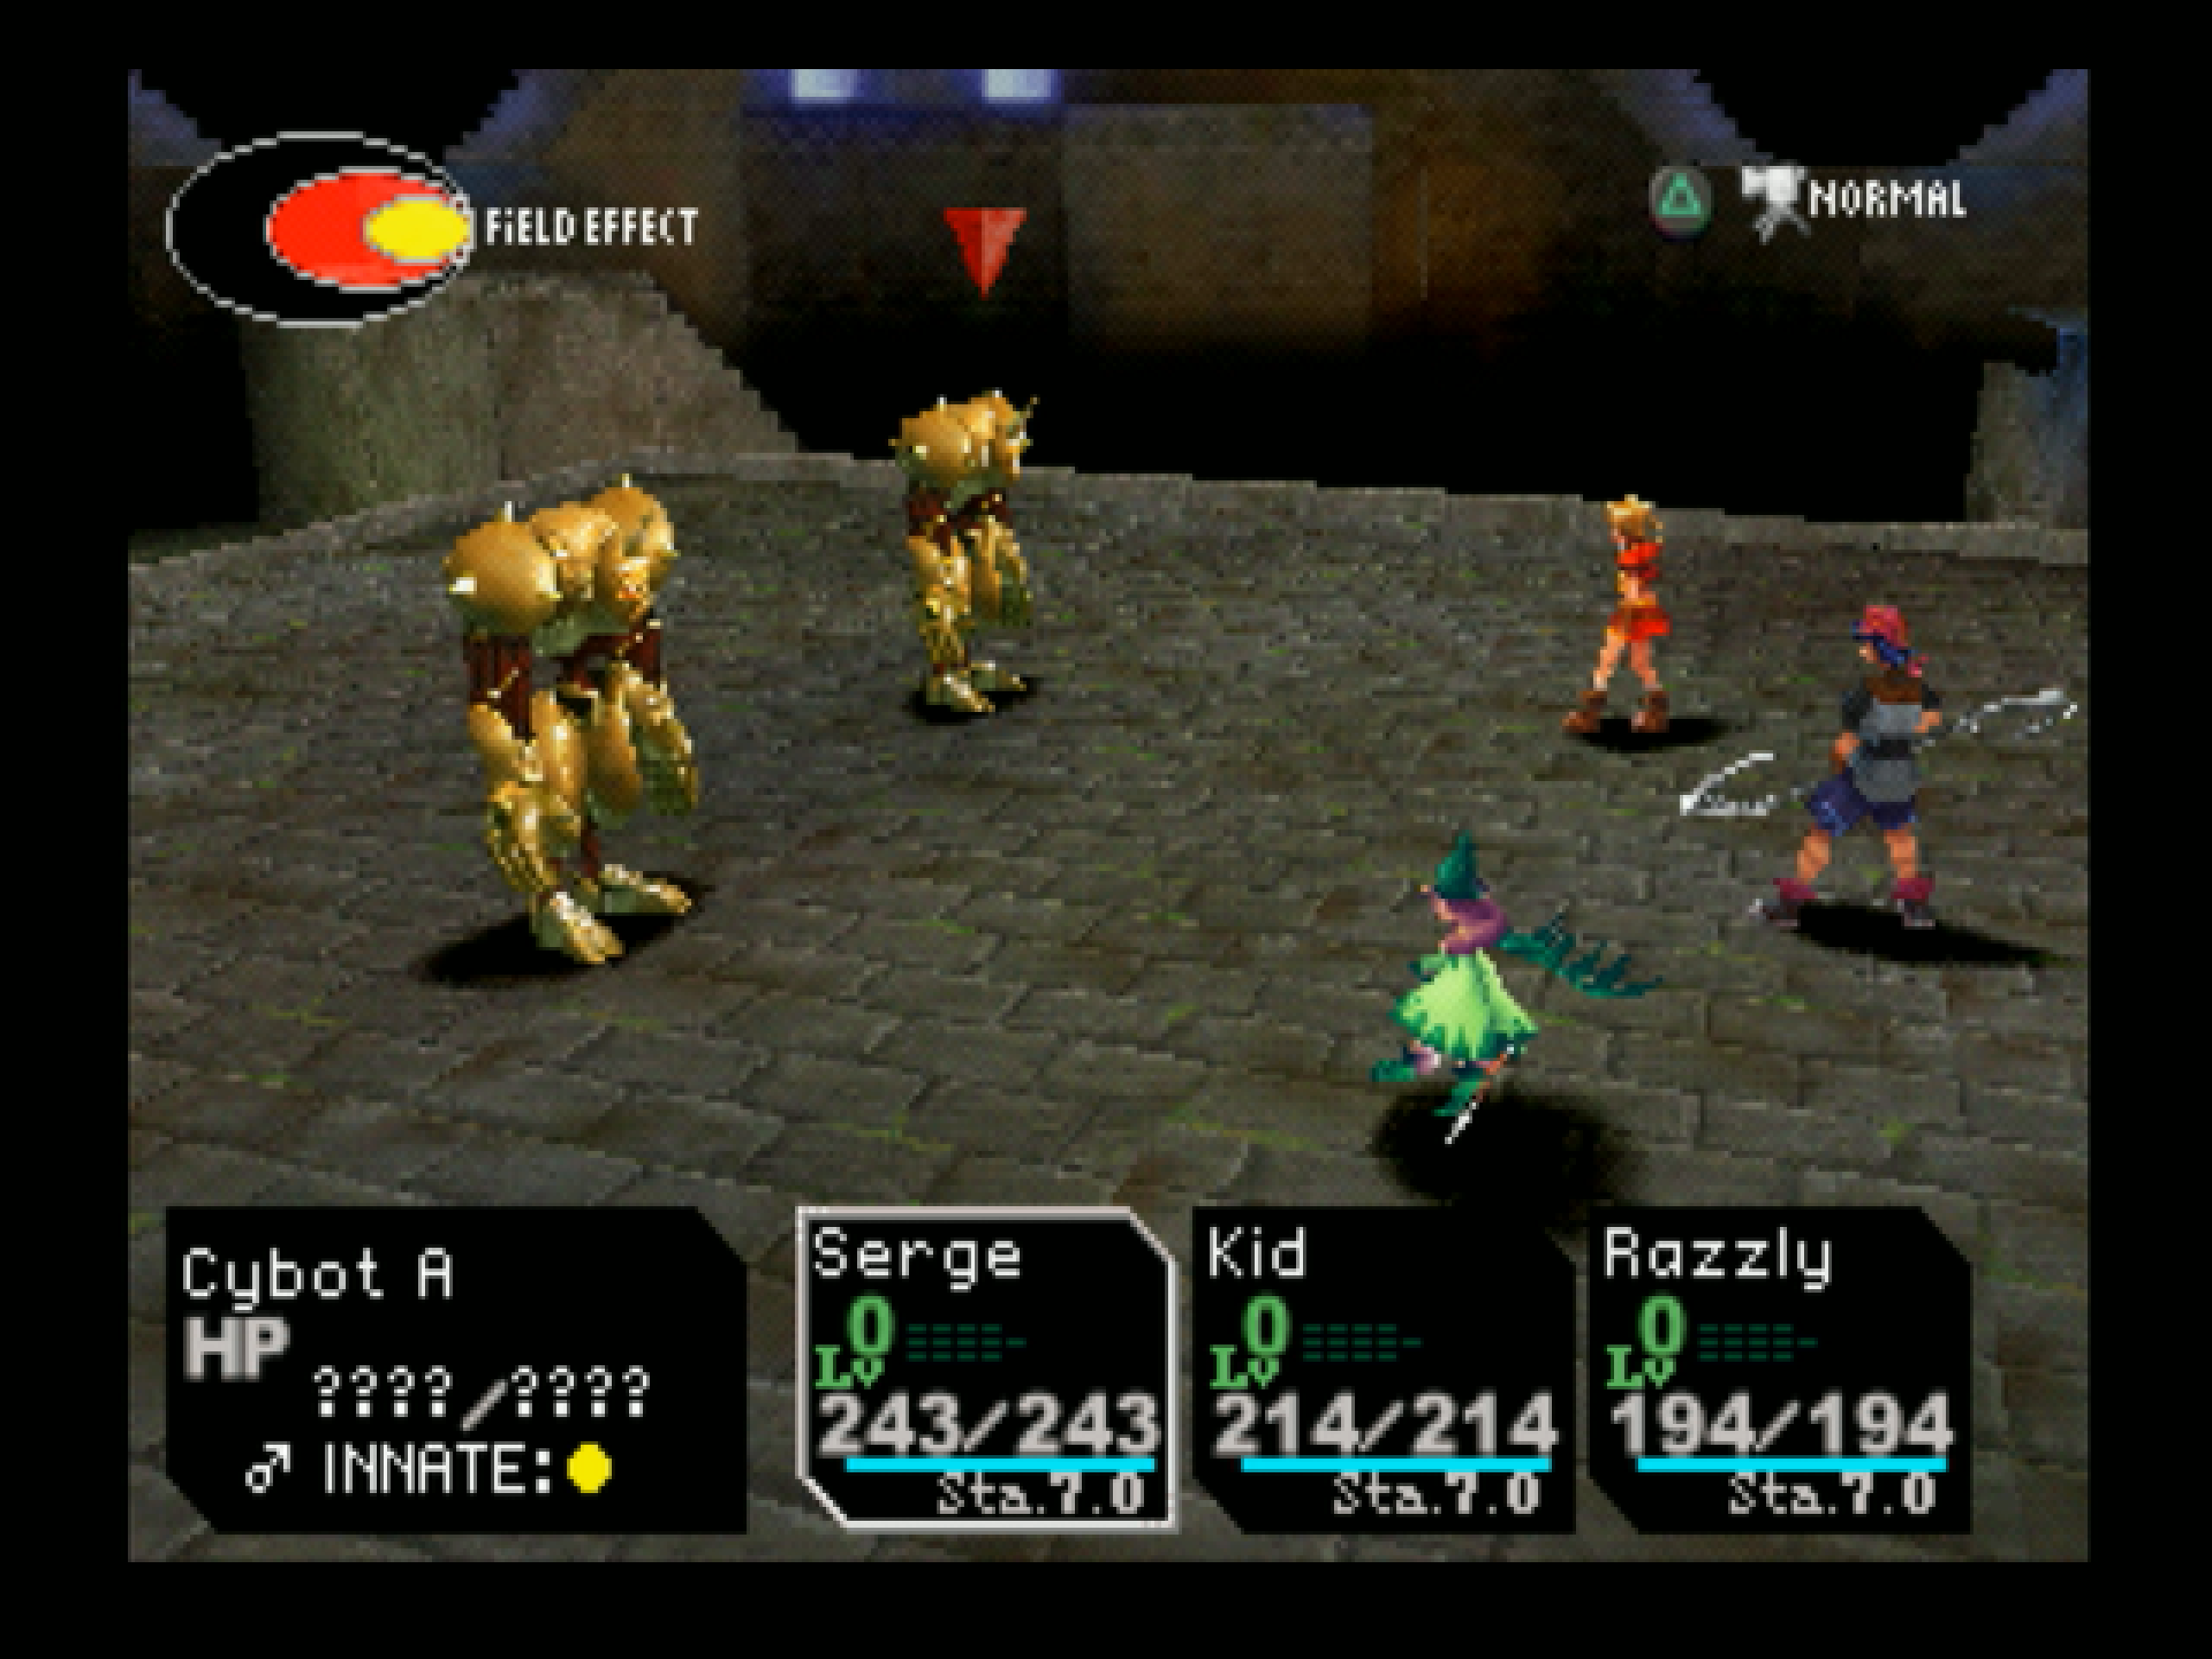 FiELD EFFECT
NORMAL
Cybot A
HP
????/????
♂ INNATE:
Serge
Lv 0
243/243
Sta.7.0
Kid
Lv 0
214/214
Sta.7.0
Razzly
Lv 0
194/194
Sta.7.0